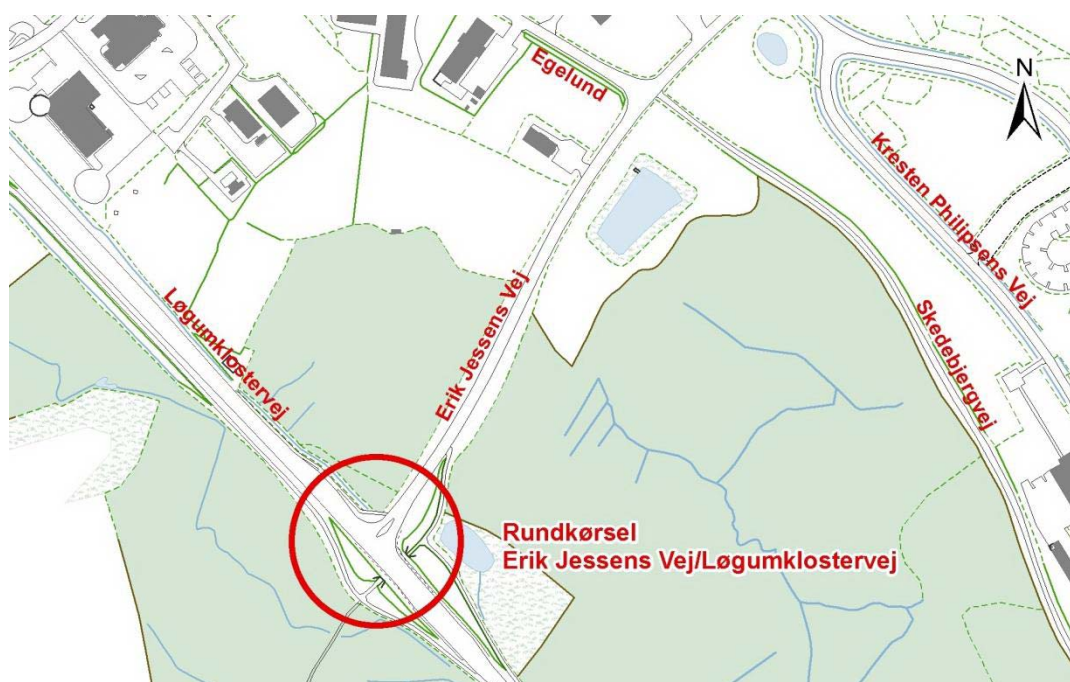 Egelund
N
Kresten Philipsens Vej
Løgumklostervej
Erik Jessens Vej
Skedebjergvej
Rundkørsel
Erik Jessens Vej/Løgumklostervej